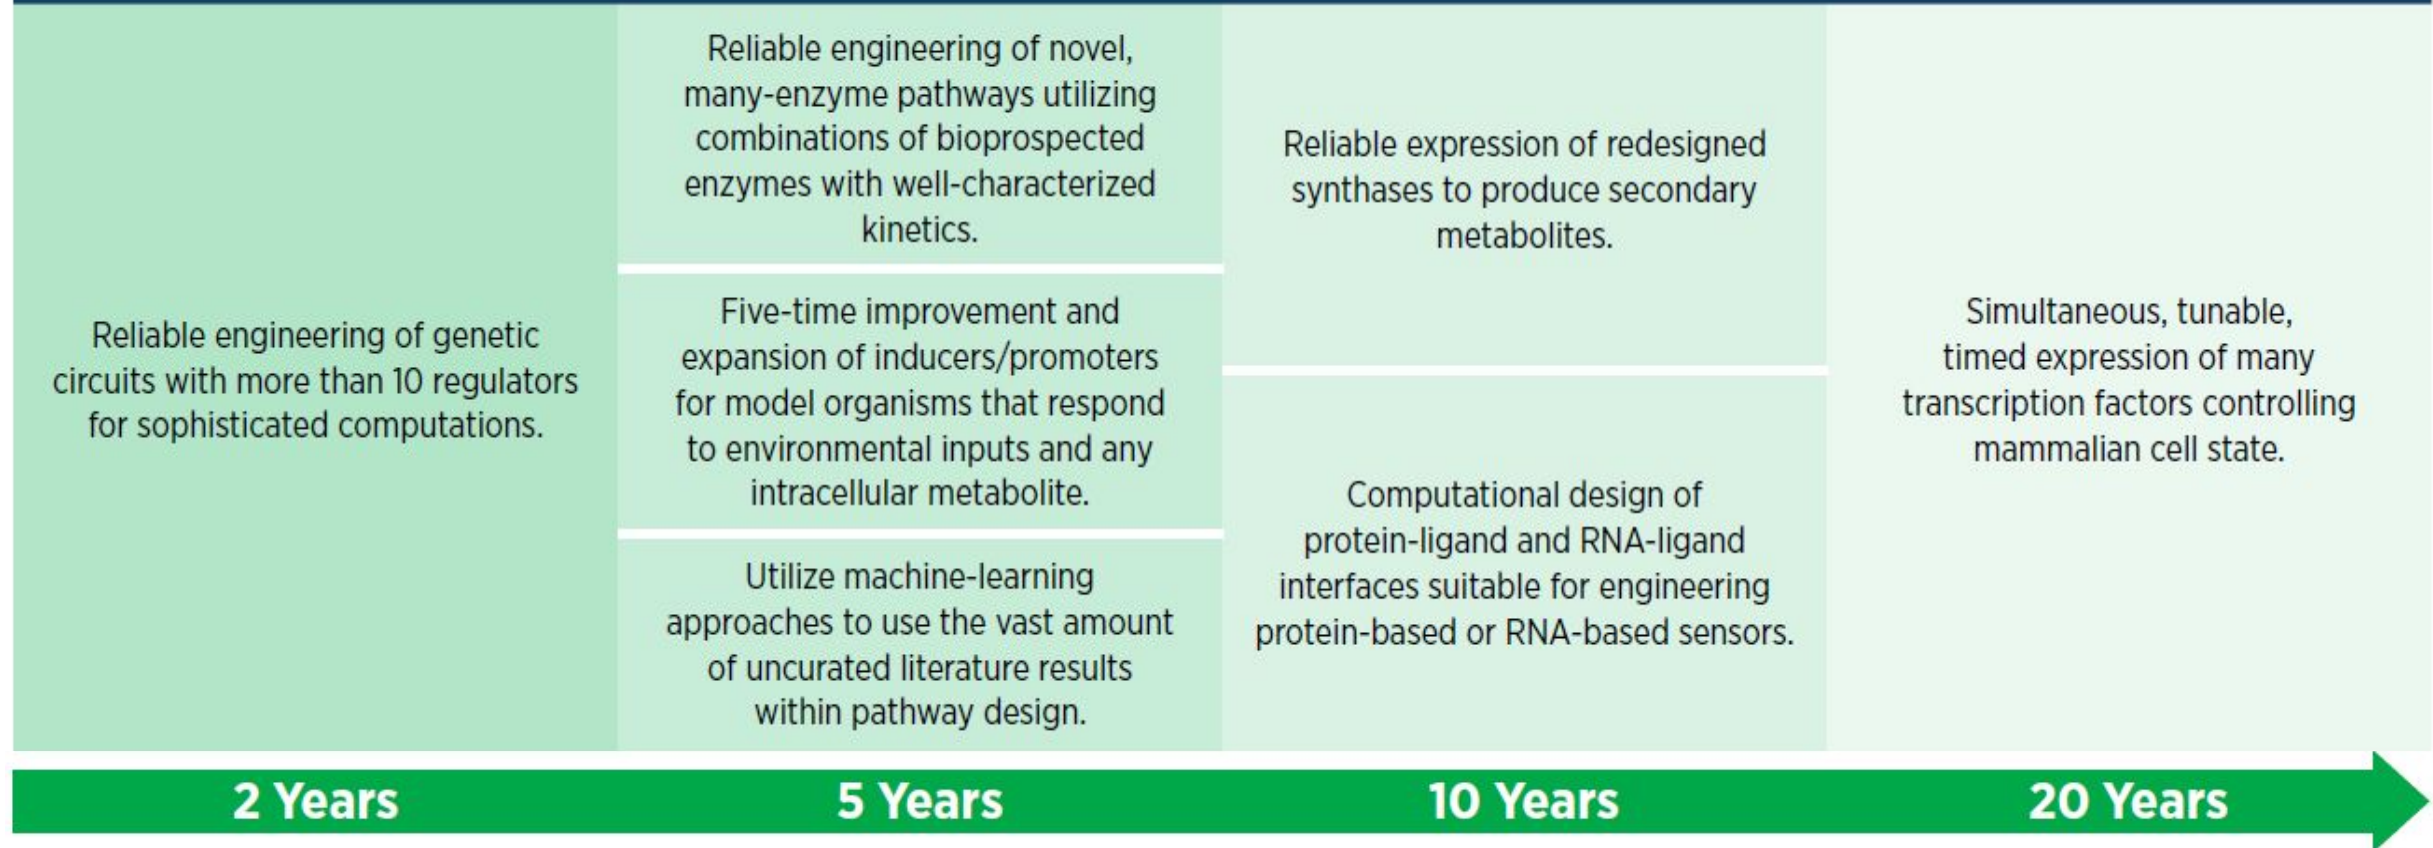 Reliable engineering of genetic
circuits with more than 10 regulators
for sophisticated computations.
Reliable engineering of novel,
many-enzyme pathways utilizing
combinations of bioprospected
enzymes with well-characterized
kinetics.
Five-time improvement and
expansion of inducers/promoters
for model organisms that respond
to environmental inputs and any
intracellular metabolite.
Utilize machine-learning
approaches to use the vast amount
of uncurated literature results
within pathway design.
Reliable expression of redesigned
synthases to produce secondary
metabolites.
Computational design of
protein-ligand and RNA-ligand
interfaces suitable for engineering
protein-based or RNA-based sensors.
Simultaneous, tunable,
timed expression of many
transcription factors controlling
mammalian cell state.
2 Years
5 Years
10 Years
20 Years